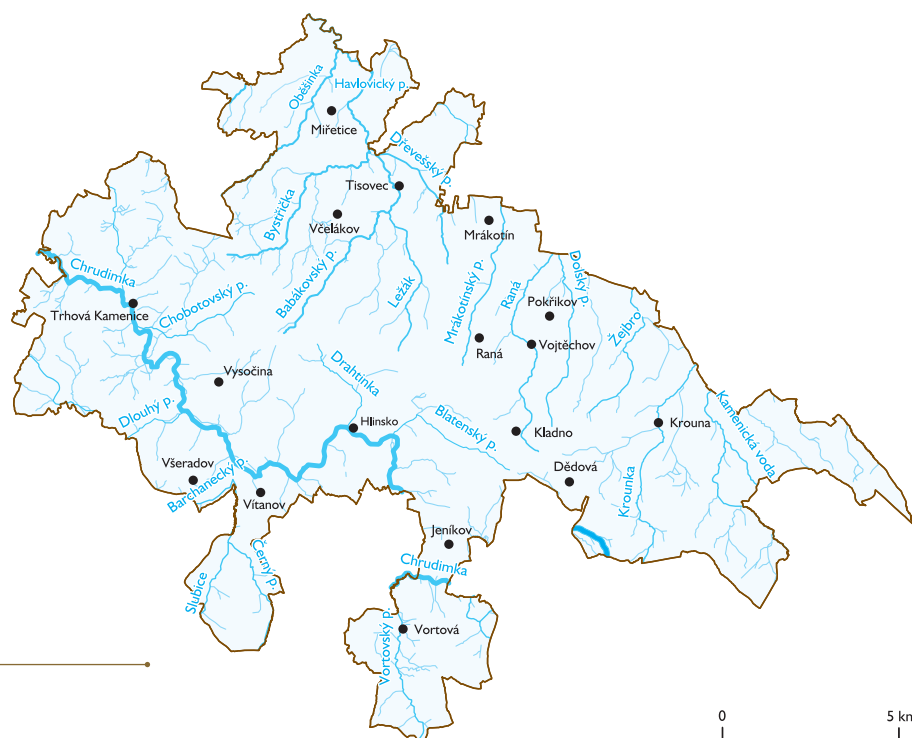 Oběšinka
Havlovický p.
Miřetice
Dřevešský p.
Tisovec
Bystřička
Včelákov
Mrákotín
Babákovský p.
Ležák
Mrákotínský p.
Raná
Dolský p.
Pokřikov
Chrudimka
Trhová Kamenice
Chobotovský p.
Žejbro
Raná
Vojtěchov
Vysočina
Drahtinka
Dlouhý p.
Hlinsko
Blatenský p.
Kladno
Krouna
Kamenická voda
Všeradov
Barchanecký p.
Vítanov
Dědová
Krounka
Jeníkov
Chrudimka
Slubice
Černý p.
Vortovský p.
Vortová
0
5 km